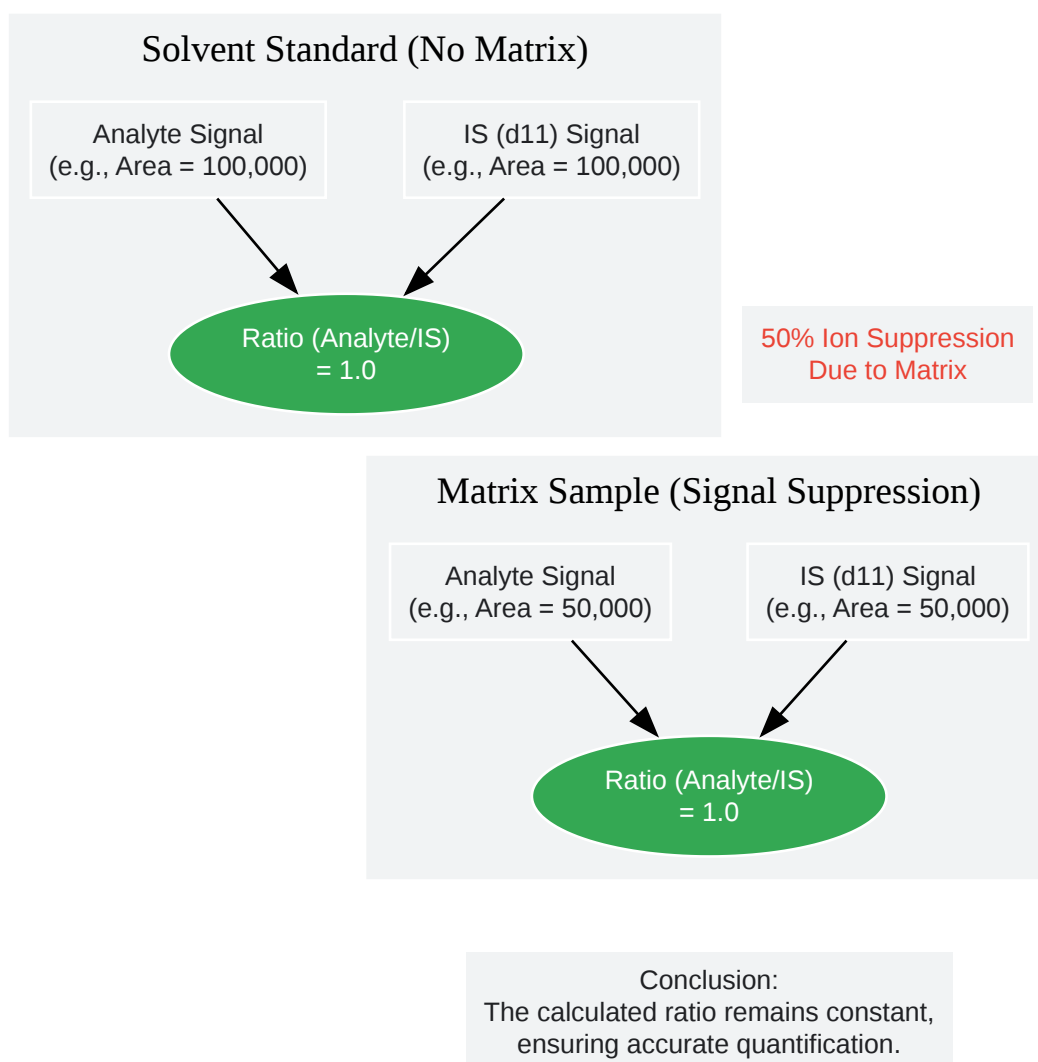 Solvent Standard (No Matrix)
Analyte Signal
(e.g., Area = 100,000)
IS (d11) Signal
(e.g., Area = 100,000)
Ratio (Analyte/IS)
= 1.0
50% Ion Suppression
Due to Matrix
Matrix Sample (Signal Suppression)
Analyte Signal
(e.g., Area = 50,000)
IS (d11) Signal
(e.g., Area = 50,000)
Ratio (Analyte/IS)
= 1.0
Conclusion:
The calculated ratio remains constant,
ensuring accurate quantification.